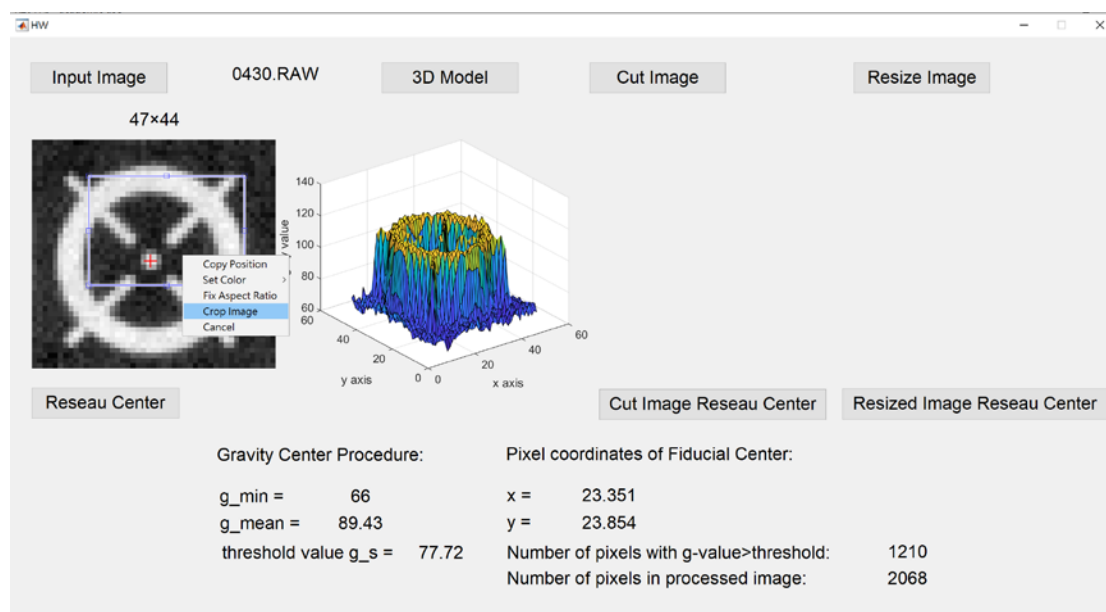 HW
Input Image
0430.RAW
3D Model
Cut Image
Resize Image
47×44
Copy Position
Set Color
Fix Aspect Ratio
Crop Image
Cancel
140
120
100
80
60
value
60
40
20
0
y axis
0
20
40
60
x axis
Reseau Center
Cut Image Reseau Center
Resized Image Reseau Center
Gravity Center Procedure:
g_min = 66
g_mean = 89.43
threshold value g_s = 77.72
Pixel coordinates of Fiducial Center:
x = 23.351
y = 23.854
Number of pixels with g-value>threshold: 1210
Number of pixels in processed image: 2068